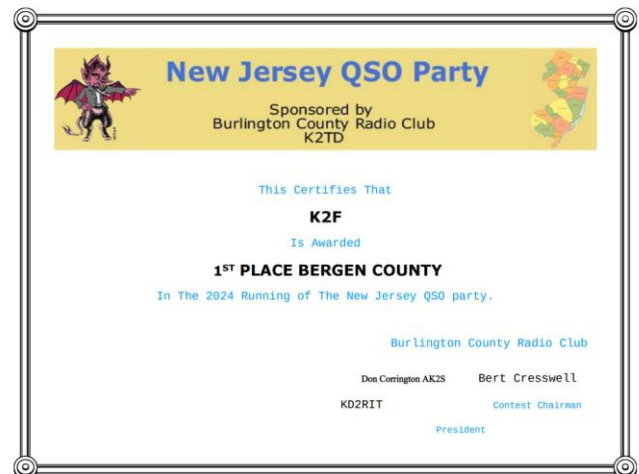 New Jersey QSO Party
Sponsored by
Burlington County Radio Club
K2TD
This Certifies That
K2F
Is Awarded
1ST PLACE BERGEN COUNTY
In The 2024 Running of The New Jersey QSO party.
Burlington County Radio Club
Don Corrington AK2S Bert Cresswell
KD2RIT Contest Chairman
President